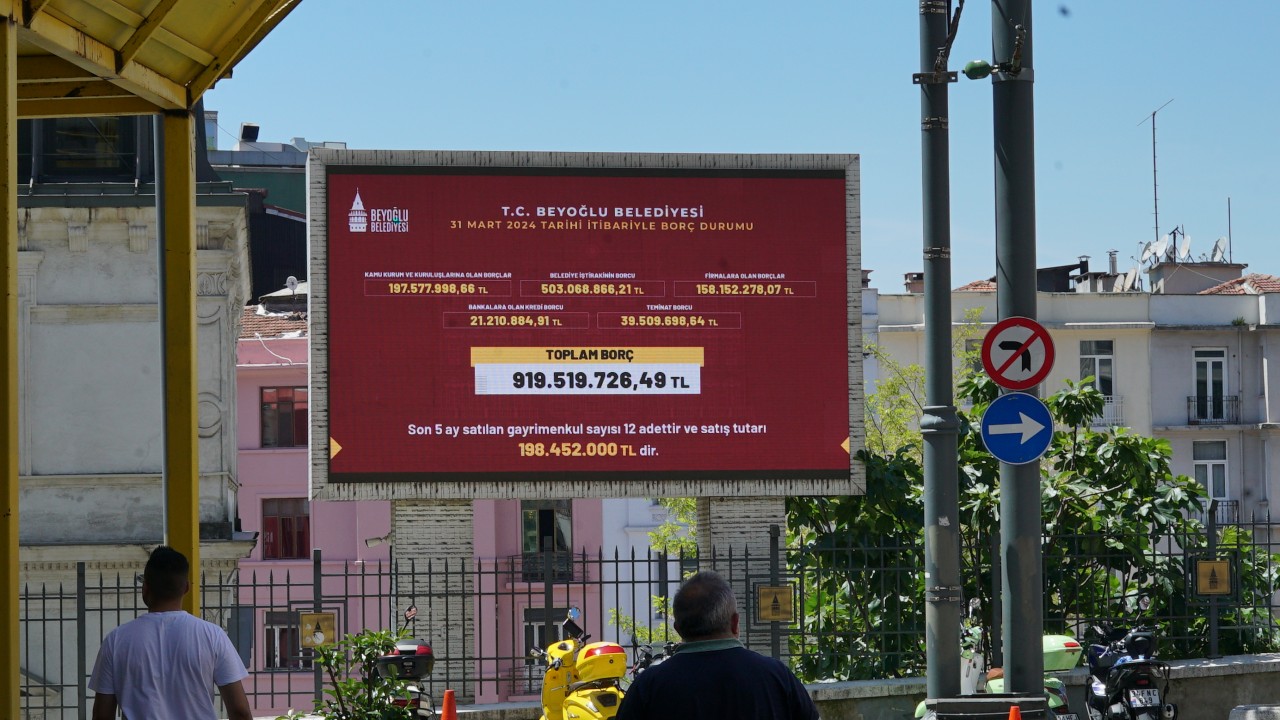 BEYOĞLU
BELEDİYESİ
T.C. BEYOĞLU BELEDİYESİ
31 MART 2024 TARİHİ İTİBARİYLE BORÇ DURUMU
KAMU KURUM VE KURULUŞLARINA OLAN BORÇLAR
197.577.998,66 TL
BELEDİYE İŞTİRAKİNİN BORCU
503.068.866,21 TL
FİRMALARA OLAN BORÇLAR
158.152.278,07 TL
BANKALARA OLAN KREDİ BORCU
21.210.884,91 TL
TEMİNAT BORCU
39.509.698,64 TL
TOPLAM BORÇ
919.519.726,49 TL
Son 5 ay satılan gayrimenkul sayısı 12 adettir ve satış tutarı
198.452.000 TL dir.